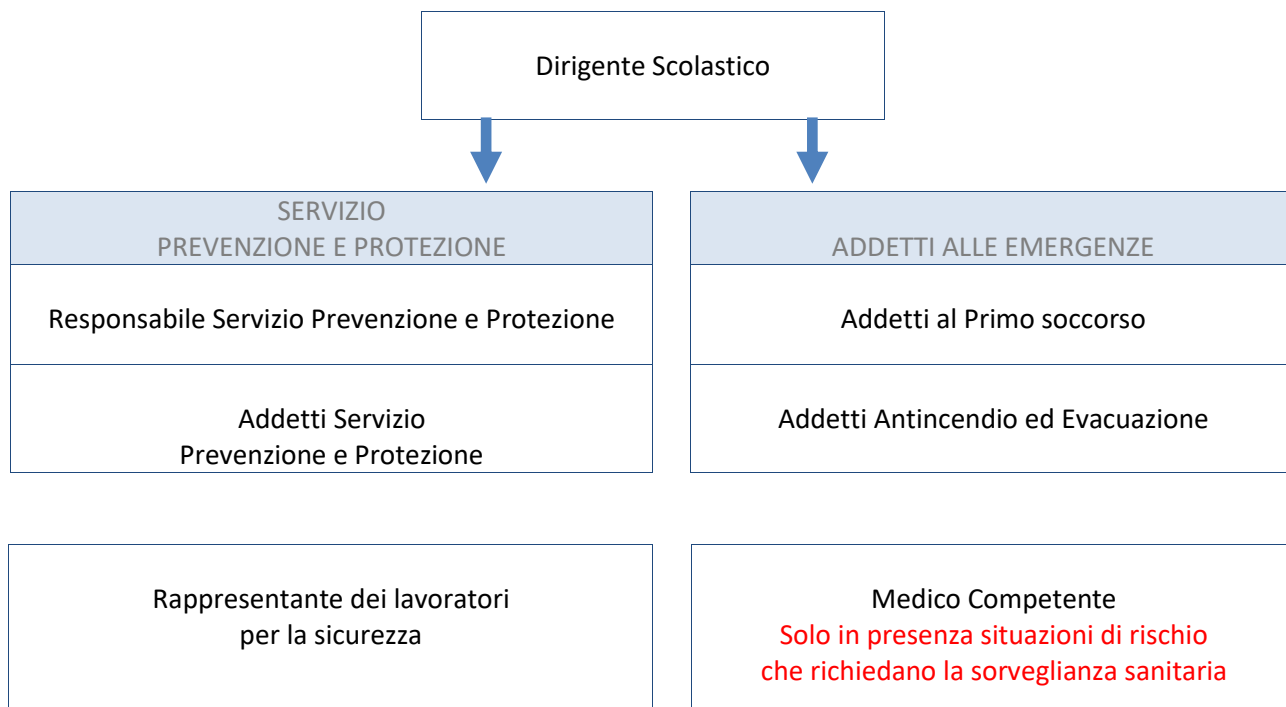 Dirigente Scolastico
SERVIZIO
PREVENZIONE E PROTEZIONE
Responsabile Servizio Prevenzione e Protezione
Addetti Servizio
Prevenzione e Protezione
ADDETTI ALLE EMERGENZE
Addetti al Primo soccorso
Addetti Antincendio ed Evacuazione
Rappresentante dei lavoratori
per la sicurezza
Medico Competente
Solo in presenza situazioni di rischio
che richiedano la sorveglianza sanitaria